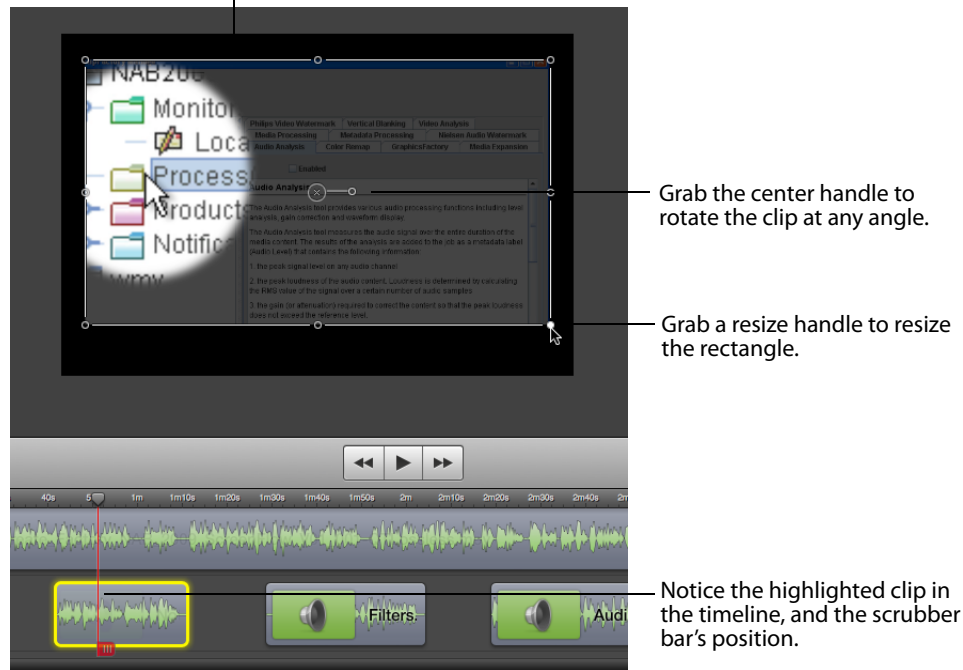 NAB200
Monitor
Loca
Process
Products
Notifica
wmv
Philips Video Watermark Vertical Blanking Video Analysis
Media Processing Metadata Processing Nielsen Audio Watermark
Audio Analysis Color Remap GraphicsFactory Media Expansion
Enabled
Audio Analysis
The Audio Analysis tool provides various audio processing functions including level
analysis, gain correction and waveform display.
The Audio Analysis tool measures the audio signal over the entire duration of the
media content. The results of the analysis are added to the job as a metadata label
(Audio Level) that contains the following information:
1. the peak signal level on any audio channel
2. the peak loudness of the audio content. Loudness is determined by calculating
the RMS value of the signal over a certain number of audio samples.
3. the gain (or attenuation) required to correct the content so that the peak loudness
does not exceed the reference level.
Grab the center handle to
rotate the clip at any angle.
Grab a resize handle to resize
the rectangle.
40s 5 1m 1m10s 1m20s 1m30s 1m40s 1m50s 2m 2m10s 2m20s 2m30s 2m40s 2m
Filters.
Audi
Notice the highlighted clip in
the timeline, and the scrubber
bar's position.